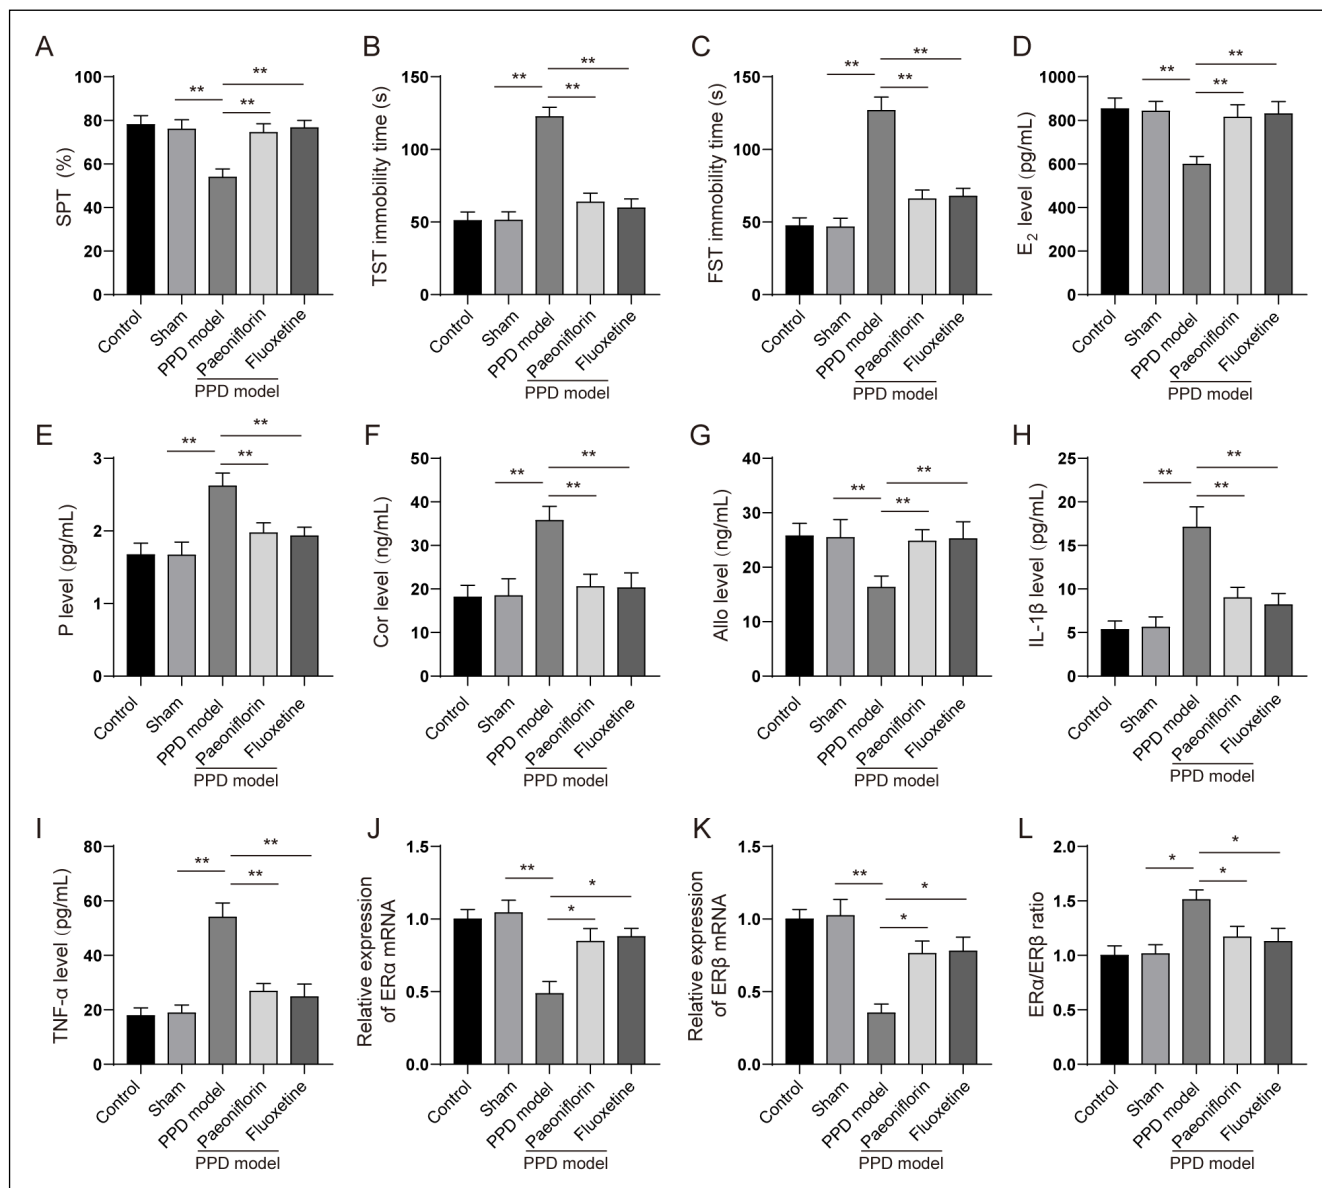 A
SPT (%)
100
80
60
40
20
0
**
**
**
Control
Sham
PPD model
Paeoniflorin
Fluoxetine
PPD model
B
TST immobility time (s)
150
100
50
0
**
**
**
Control
Sham
PPD model
Paeoniflorin
Fluoxetine
PPD model
C
FST immobility time (s)
150
100
50
0
**
**
**
Control
Sham
PPD model
Paeoniflorin
Fluoxetine
PPD model
D
E₂ level (pg/mL)
1000
800
600
400
200
0
**
**
**
Control
Sham
PPD model
Paeoniflorin
Fluoxetine
PPD model
E
P level (pg/mL)
3
2
1
0
**
**
**
Control
Sham
PPD model
Paeoniflorin
Fluoxetine
PPD model
F
Cor level (ng/mL)
50
40
30
20
10
0
**
**
**
Control
Sham
PPD model
Paeoniflorin
Fluoxetine
PPD model
G
Allo level (ng/mL)
40
30
20
10
0
**
**
**
Control
Sham
PPD model
Paeoniflorin
Fluoxetine
PPD model
H
IL-1β level (pg/mL)
25
20
15
10
5
0
**
**
**
Control
Sham
PPD model
Paeoniflorin
Fluoxetine
PPD model
I
TNF-α level (pg/mL)
80
60
40
20
0
**
**
**
Control
Sham
PPD model
Paeoniflorin
Fluoxetine
PPD model
J
Relative expression
of ERα mRNA
1.5
1.0
0.5
0.0
**
*
*
Control
Sham
PPD model
Paeoniflorin
Fluoxetine
PPD model
K
Relative expression
of ERβ mRNA
1.5
1.0
0.5
0.0
**
*
*
Control
Sham
PPD model
Paeoniflorin
Fluoxetine
PPD model
L
ERα/ERβ ratio
2.0
1.5
1.0
0.5
0.0
*
*
*
Control
Sham
PPD model
Paeoniflorin
Fluoxetine
PPD model